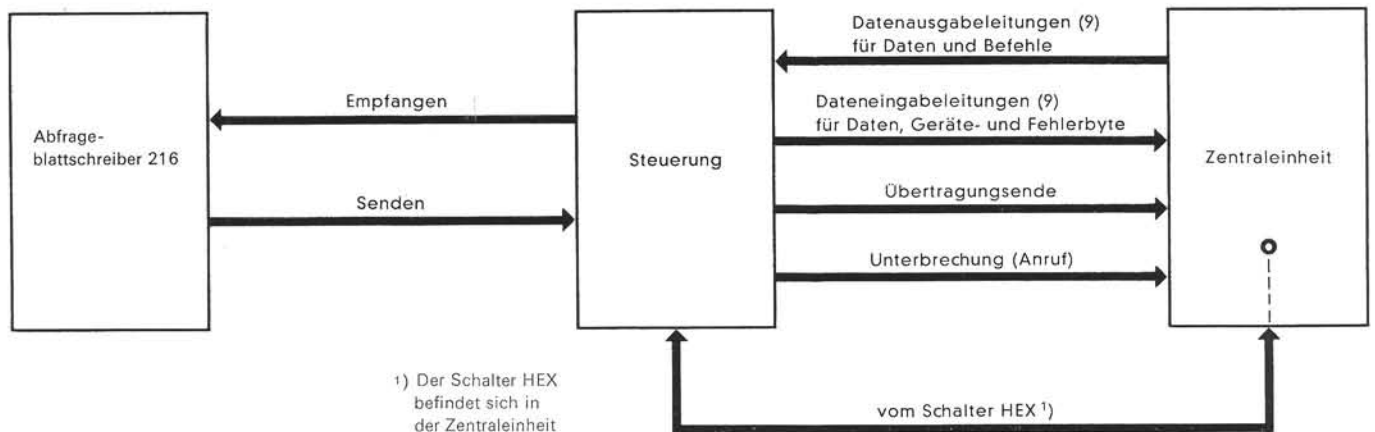 Datenausgabeleitungen (9)
für Daten und Befehle
Empfangen
Dateneingabeleitungen (9)
für Daten, Geräte- und Fehlerbyte
Abfrage-
blattschreiber 216
Steuerung
Zentraleinheit
Senden
Übertragungsende
Unterbrechung (Anruf)
1) Der Schalter HEX
befindet sich in
der Zentraleinheit
vom Schalter HEX 1)